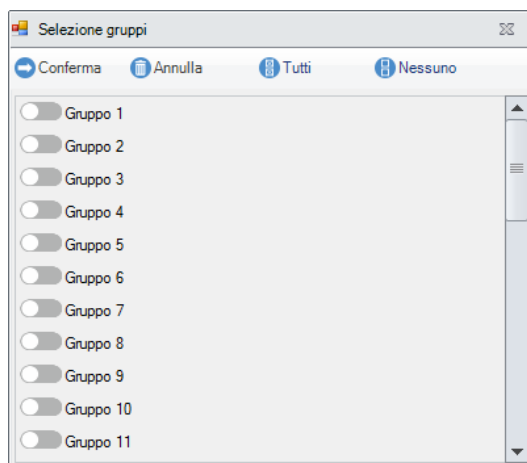 Selezione gruppi
Conferma Annulla Tutti Nessuno
Gruppo 1
Gruppo 2
Gruppo 3
Gruppo 4
Gruppo 5
Gruppo 6
Gruppo 7
Gruppo 8
Gruppo 9
Gruppo 10
Gruppo 11